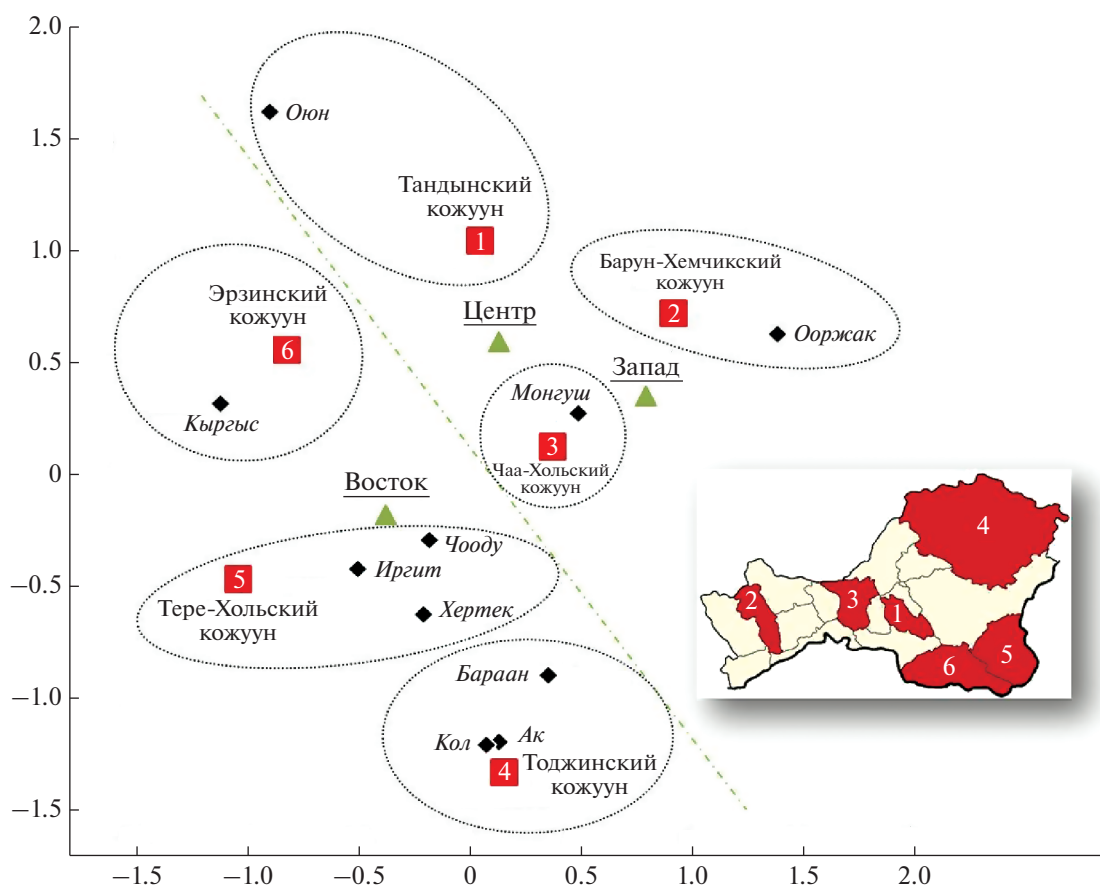 2.0
Оюн
1.5
Тандынский
кожуун
1
1.0
Барун-Хемчикский
кожуун
2
Ооржак
Эрзинский
кожуун
6
Центр
0.5
Запад
Кыргыс
Монгуш
3
Чаа-Хольский
кожуун
0
Восток
Чооду
−0.5
5
Иргит
Тере-Хольский
кожуун
Хертек
Бараан
−1.0
Кол
Ак
4
Тоджинский
кожуун
−1.5
4
2
3
1
5
6
−1.5
−1.0
−0.5
0
0.5
1.0
1.5
2.0